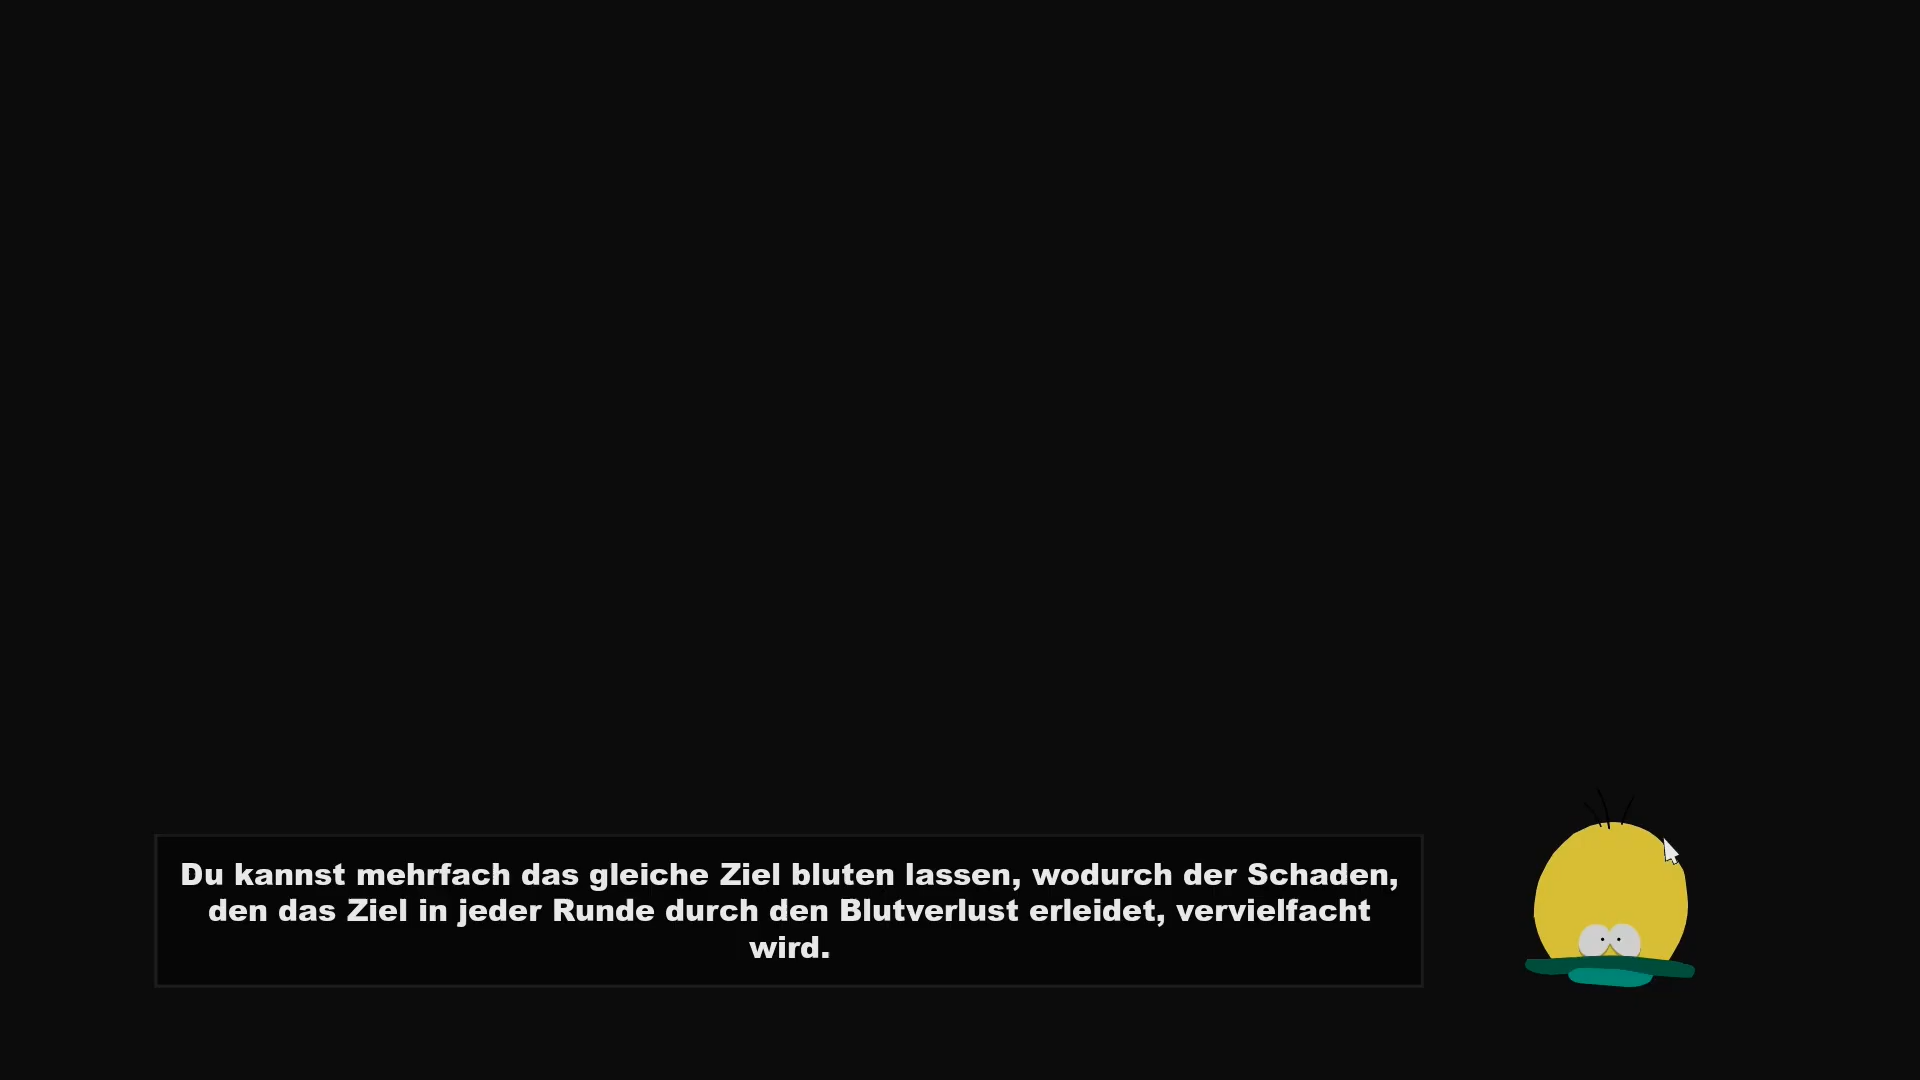 Du kannst mehrfach das gleiche Ziel bluten lassen, wodurch der Schaden,
den das Ziel in jeder Runde durch den Blutverlust erleidet, vervielfacht
wird.